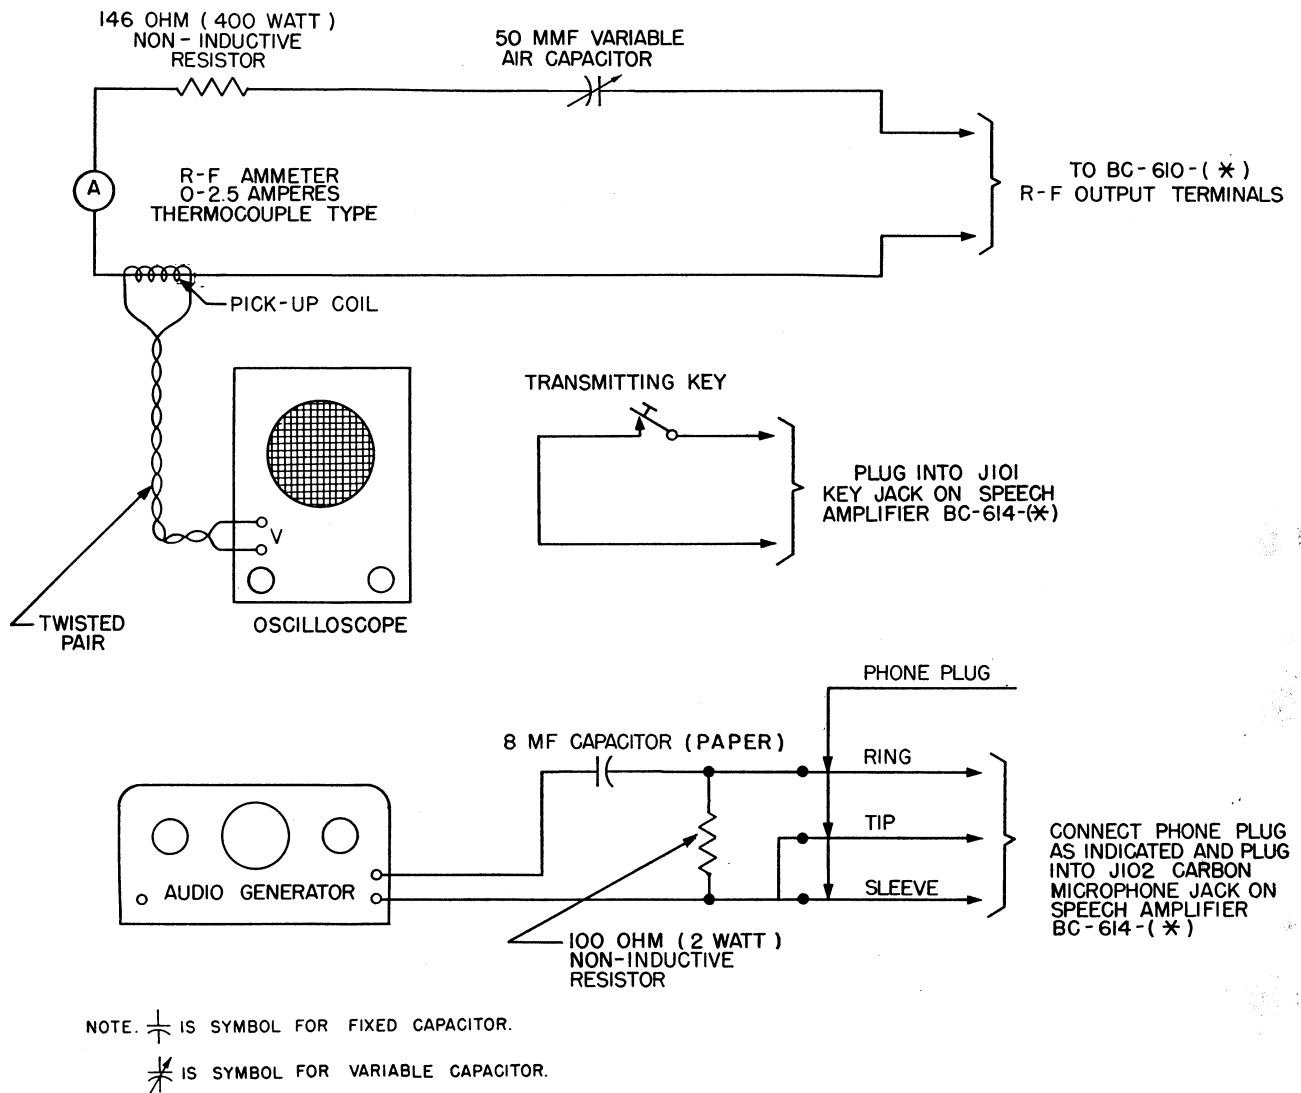 146 OHM (400 WATT)
NON-INDUCTIVE
RESISTOR
50 MMF VARIABLE
AIR CAPACITOR
A
R-F AMMETER
0-2.5 AMPERES
THERMOCOUPLE TYPE
TO BC-610-(*)
R-F OUTPUT TERMINALS
PICK-UP COIL
TRANSMITTING KEY
PLUG INTO J101
KEY JACK ON SPEECH
AMPLIFIER BC-614-(*)
V
TWISTED
PAIR
OSCILLOSCOPE
PHONE PLUG
8 MF CAPACITOR (PAPER)
RING
TIP
SLEEVE
AUDIO GENERATOR
CONNECT PHONE PLUG
AS INDICATED AND PLUG
INTO J102 CARBON
MICROPHONE JACK ON
SPEECH AMPLIFIER
BC-614-(*)
100 OHM (2 WATT)
NON-INDUCTIVE
RESISTOR
NOTE. IS SYMBOL FOR FIXED CAPACITOR.
IS SYMBOL FOR VARIABLE CAPACITOR.